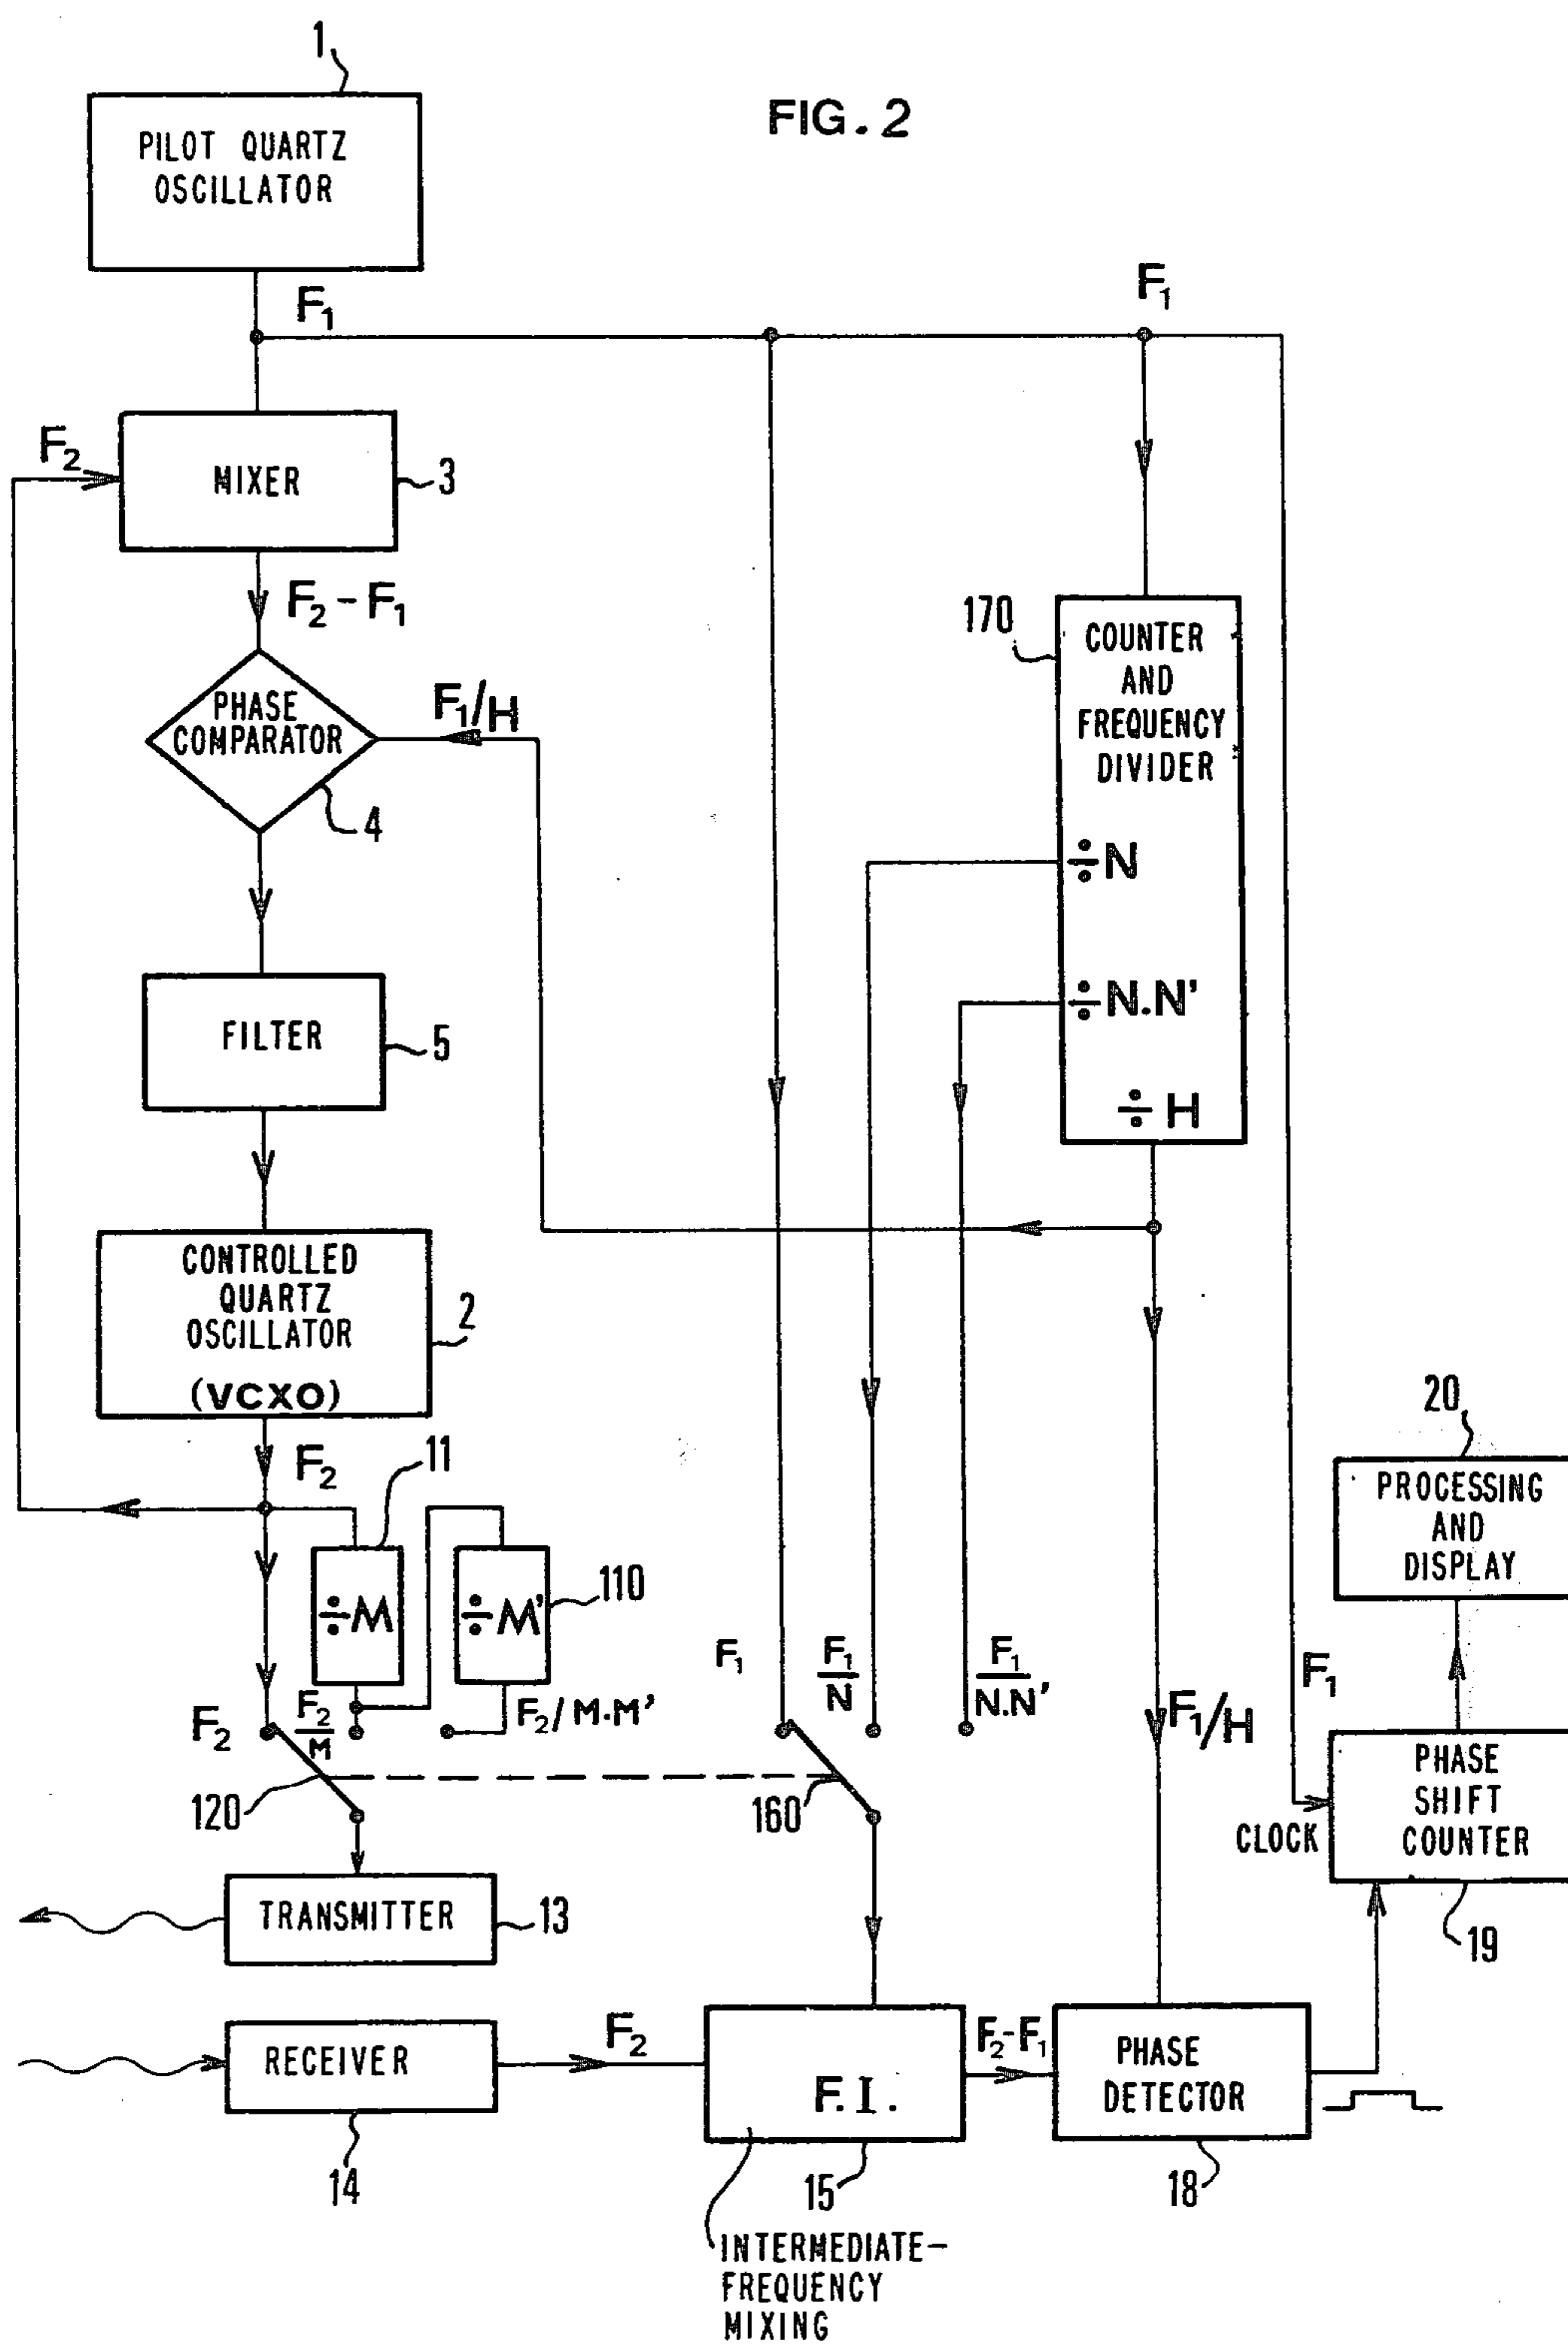 1
FIG. 2
PILOT QUARTZ
OSCILLATOR
F1
F1
F2
MIXER
3
F2 - F1
170
COUNTER
AND
FREQUENCY
DIVIDER
PHASE
COMPARATOR
F1/H
4
÷N
÷N.N'
FILTER
5
÷ H
CONTROLLED
QUARTZ
OSCILLATOR
(VCXO)
2
20
F2
11
PROCESSING
AND
DISPLAY
÷M
÷M'
110
F1
F1
N
F1
N.N'
F1
F2
F2
M
F2/ M.M'
F1/H
PHASE
SHIFT
COUNTER
120
160
CLOCK
TRANSMITTER
13
19
RECEIVER
F2
F2-F1
PHASE
DETECTOR
F.I.
14
15
18
INTERMEDIATE-
FREQUENCY
MIXING